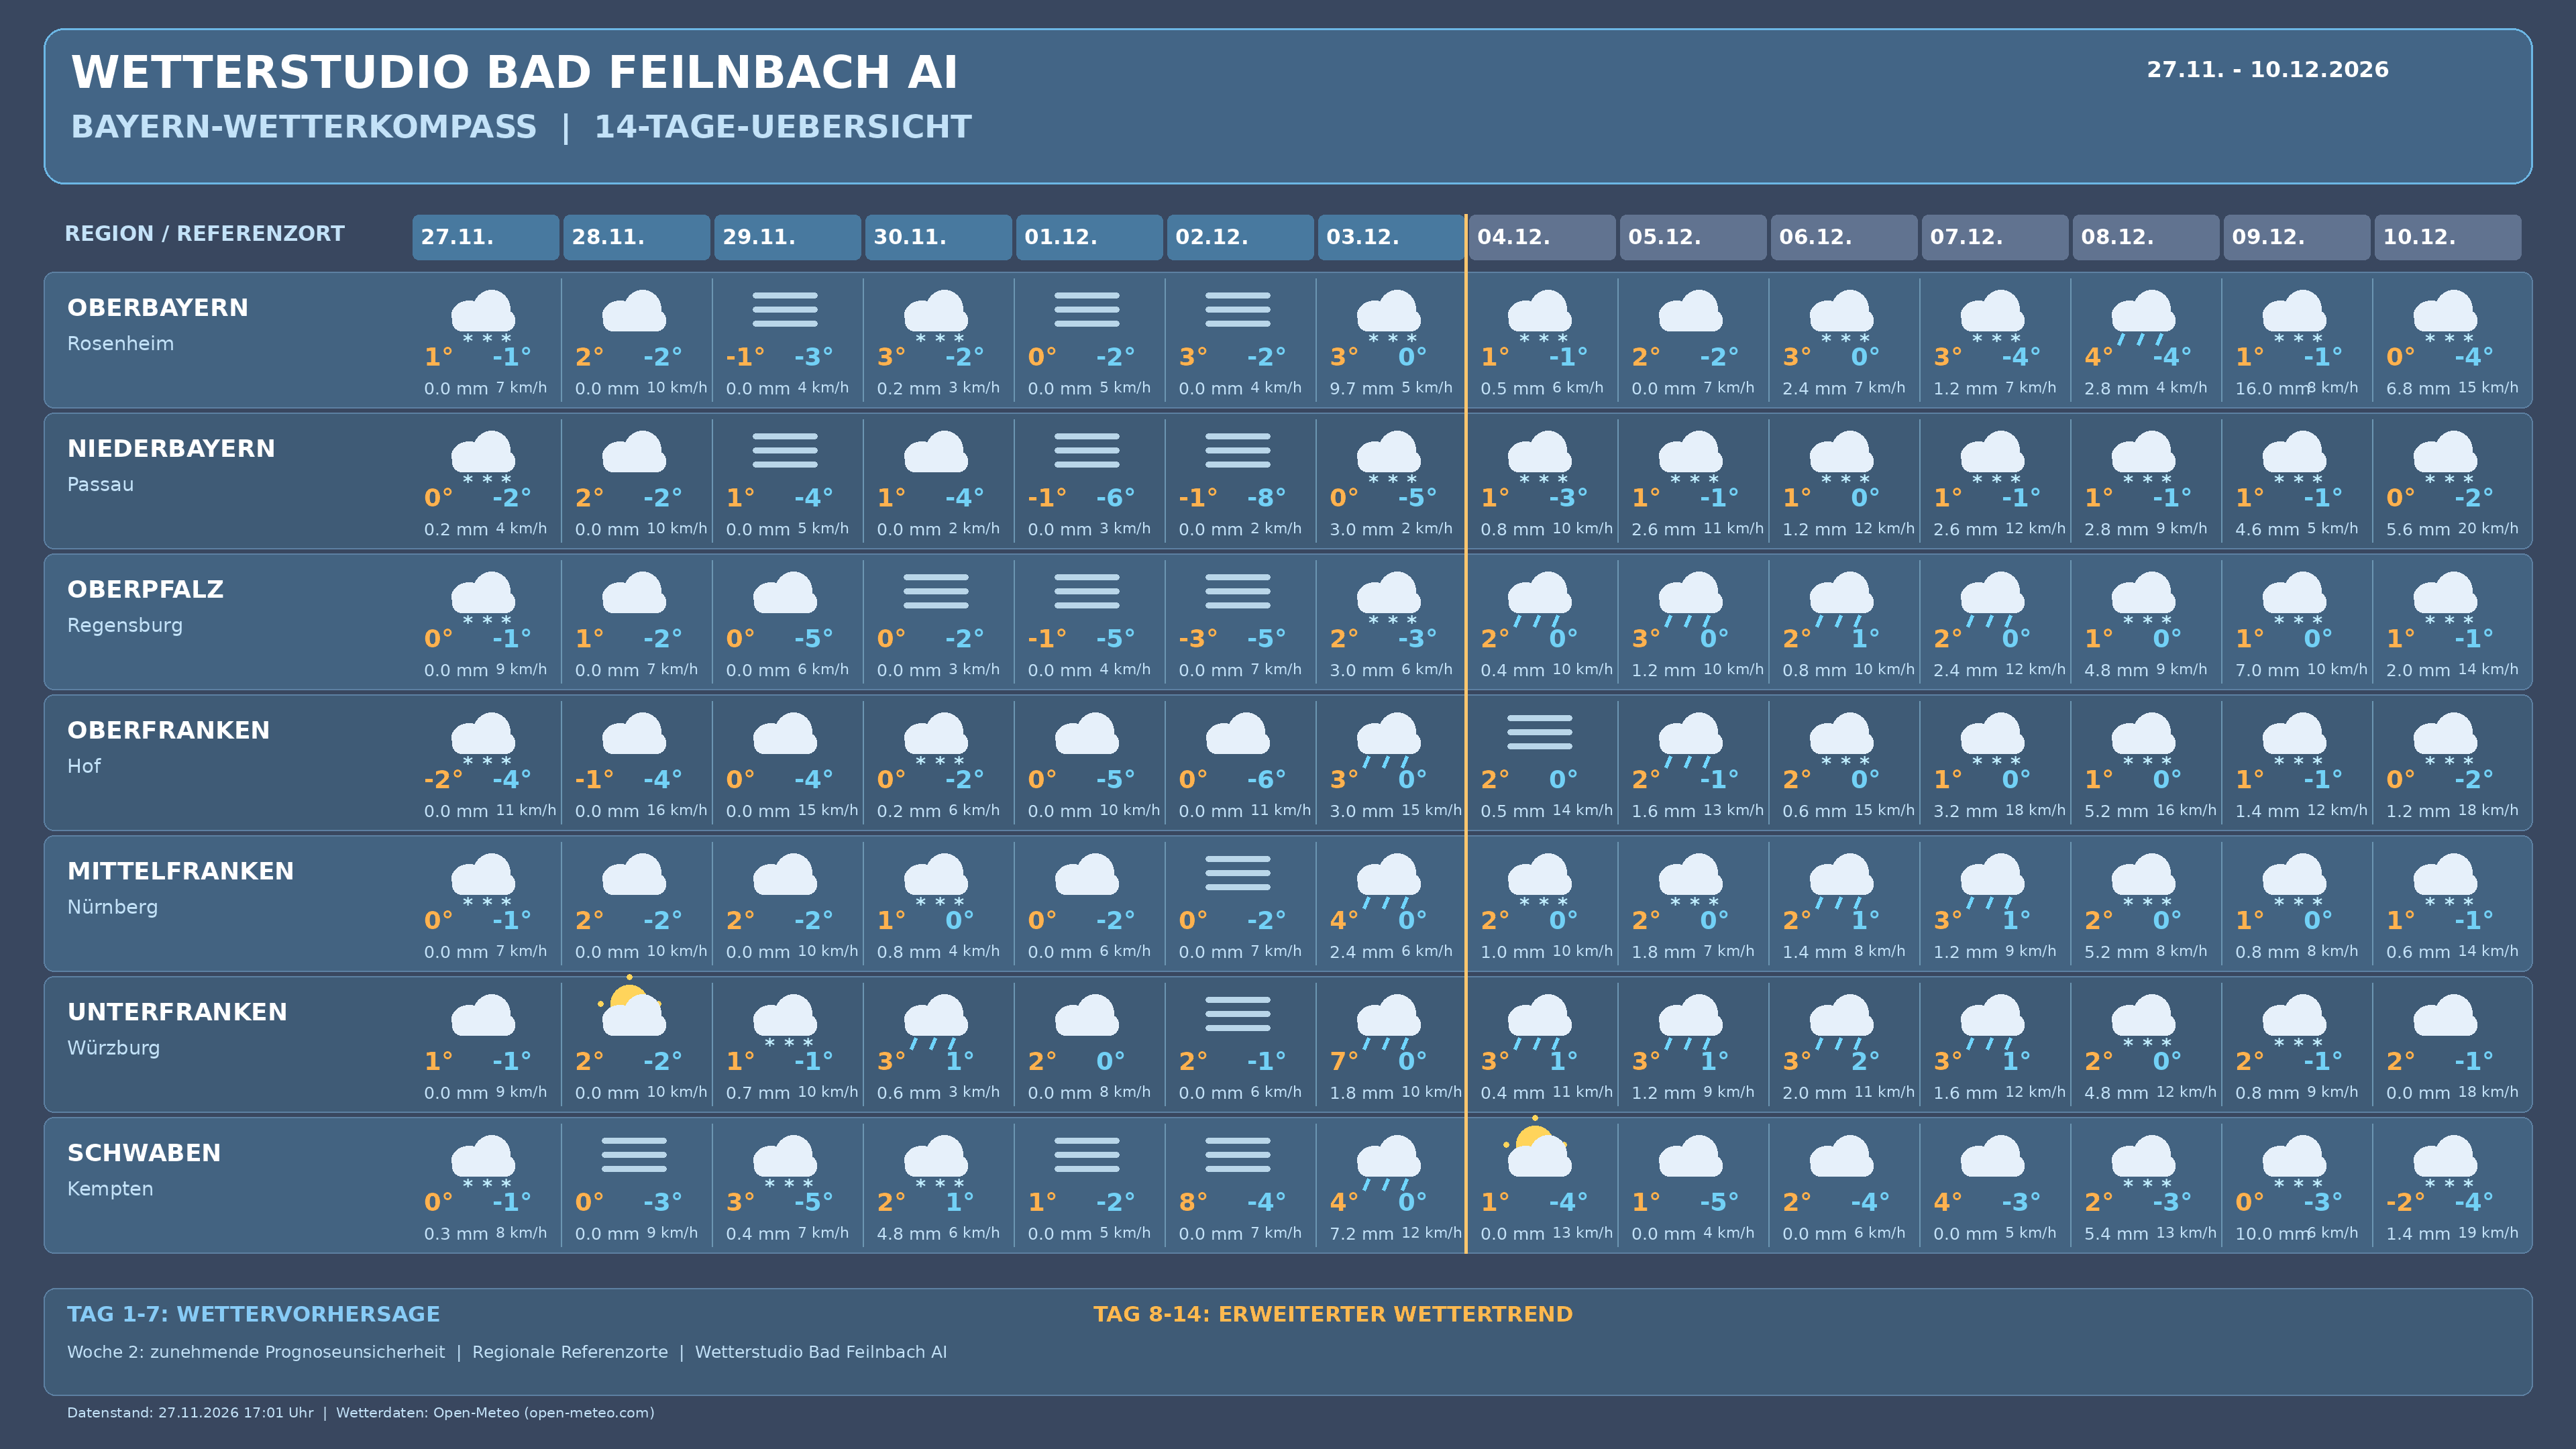 WETTERSTUDIO BAD FEILNBACH AI
27.11. - 10.12.2026
BAYERN-WETTERKOMPASS | 14-TAGE-UEBERSICHT
REGION / REFERENZORT 27.11. 28.11. 29.11. 30.11. 01.12. 02.12. 03.12. 04.12. 05.12. 06.12. 07.12. 08.12. 09.12. 10.12.
OBERBAYERN
Rosenheim
1° -1° 2° -2° -1° -3° 3° -2° 0° -2° 3° -2° 3° 0° 1° -1° 2° -2° 3° 0° 3° -4° 4° -4° 1° -1° 0° -4°
0.0 mm 7 km/h 0.0 mm 10 km/h 0.0 mm 4 km/h 0.2 mm 3 km/h 0.0 mm 5 km/h 0.0 mm 4 km/h 9.7 mm 5 km/h 0.5 mm 6 km/h 0.0 mm 7 km/h 2.4 mm 7 km/h 1.2 mm 7 km/h 2.8 mm 4 km/h 16.0 mm 8 km/h 6.8 mm 15 km/h
NIEDERBAYERN
Passau
0° -2° 2° -2° 1° -4° 1° -4° -1° -6° -1° -8° 0° -5° 1° -3° 1° -1° 1° -0° 1° -1° 1° -1° 1° -1° 0° -2°
0.2 mm 4 km/h 0.0 mm 10 km/h 0.0 mm 5 km/h 0.0 mm 2 km/h 0.0 mm 3 km/h 0.0 mm 2 km/h 3.0 mm 2 km/h 0.8 mm 10 km/h 2.6 mm 11 km/h 1.2 mm 12 km/h 2.6 mm 12 km/h 2.8 mm 9 km/h 4.6 mm 5 km/h 5.6 mm 20 km/h
OBERPFALZ
Regensburg
0° -1° 1° -2° 0° -5° 0° -2° -1° -5° -3° -5° 2° -3° 2° 0° 3° 0° 2° 1° 2° 0° 1° 0° 1° 0° 1° -1°
0.0 mm 9 km/h 0.0 mm 7 km/h 0.0 mm 6 km/h 0.0 mm 3 km/h 0.0 mm 4 km/h 0.0 mm 7 km/h 3.0 mm 6 km/h 0.4 mm 10 km/h 1.2 mm 10 km/h 0.8 mm 10 km/h 2.4 mm 12 km/h 4.8 mm 9 km/h 7.0 mm 10 km/h 2.0 mm 14 km/h
OBERFRANKEN
Hof
-2° -4° -1° -4° 0° -4° 0° -2° 0° -5° 0° -6° 3° 0° 2° 0° 2° -1° 2° 0° 1° 0° 1° 0° 1° -1° 0° -2°
0.0 mm 11 km/h 0.0 mm 16 km/h 0.0 mm 15 km/h 0.2 mm 6 km/h 0.0 mm 10 km/h 0.0 mm 11 km/h 3.0 mm 15 km/h 0.5 mm 14 km/h 1.6 mm 13 km/h 0.6 mm 15 km/h 3.2 mm 18 km/h 5.2 mm 16 km/h 1.4 mm 12 km/h 1.2 mm 18 km/h
MITTELFRANKEN
Nürnberg
0° -1° 2° -2° 2° -2° 1° 0° 0° -2° 0° -2° 4° 0° 2° 0° 2° 0° 2° 1° 3° 1° 2° 0° 1° 0° 1° -1°
0.0 mm 7 km/h 0.0 mm 10 km/h 0.0 mm 10 km/h 0.8 mm 4 km/h 0.0 mm 6 km/h 0.0 mm 7 km/h 2.4 mm 6 km/h 1.0 mm 10 km/h 1.8 mm 7 km/h 1.4 mm 8 km/h 1.2 mm 9 km/h 5.2 mm 8 km/h 0.8 mm 8 km/h 0.6 mm 14 km/h
UNTERFRANKEN
Würzburg
1° -1° 2° -2° 1° -1° 3° 1° 2° 0° 2° -1° 7° 0° 3° 1° 3° 1° 3° 2° 3° 1° 2° 0° 2° -1° 2° -1°
0.0 mm 9 km/h 0.0 mm 10 km/h 0.7 mm 10 km/h 0.6 mm 3 km/h 0.0 mm 8 km/h 0.0 mm 6 km/h 1.8 mm 10 km/h 0.4 mm 11 km/h 1.2 mm 9 km/h 2.0 mm 11 km/h 1.6 mm 12 km/h 4.8 mm 12 km/h 0.8 mm 9 km/h 0.0 mm 18 km/h
SCHWABEN
Kempten
0° -1° 0° -3° 3° -5° 2° 1° 1° -2° 8° -4° 4° 0° 1° -4° 1° -5° 2° -4° 4° -3° 2° -3° 0° -3° -2° -4°
0.3 mm 8 km/h 0.0 mm 9 km/h 0.4 mm 7 km/h 4.8 mm 6 km/h 0.0 mm 5 km/h 0.0 mm 7 km/h 7.2 mm 12 km/h 0.0 mm 13 km/h 0.0 mm 4 km/h 0.0 mm 6 km/h 0.0 mm 5 km/h 5.4 mm 13 km/h 10.0 mm 6 km/h 1.4 mm 19 km/h
TAG 1-7: WETTERVORHERSAGE
TAG 8-14: ERWEITERTER WETTERTREND
Woche 2: zunehmende Prognoseunsicherheit | Regionale Referenzorte | Wetterstudio Bad Feilnbach AI
Datenstand: 27.11.2026 17:01 Uhr | Wetterdaten: Open-Meteo (open-meteo.com)